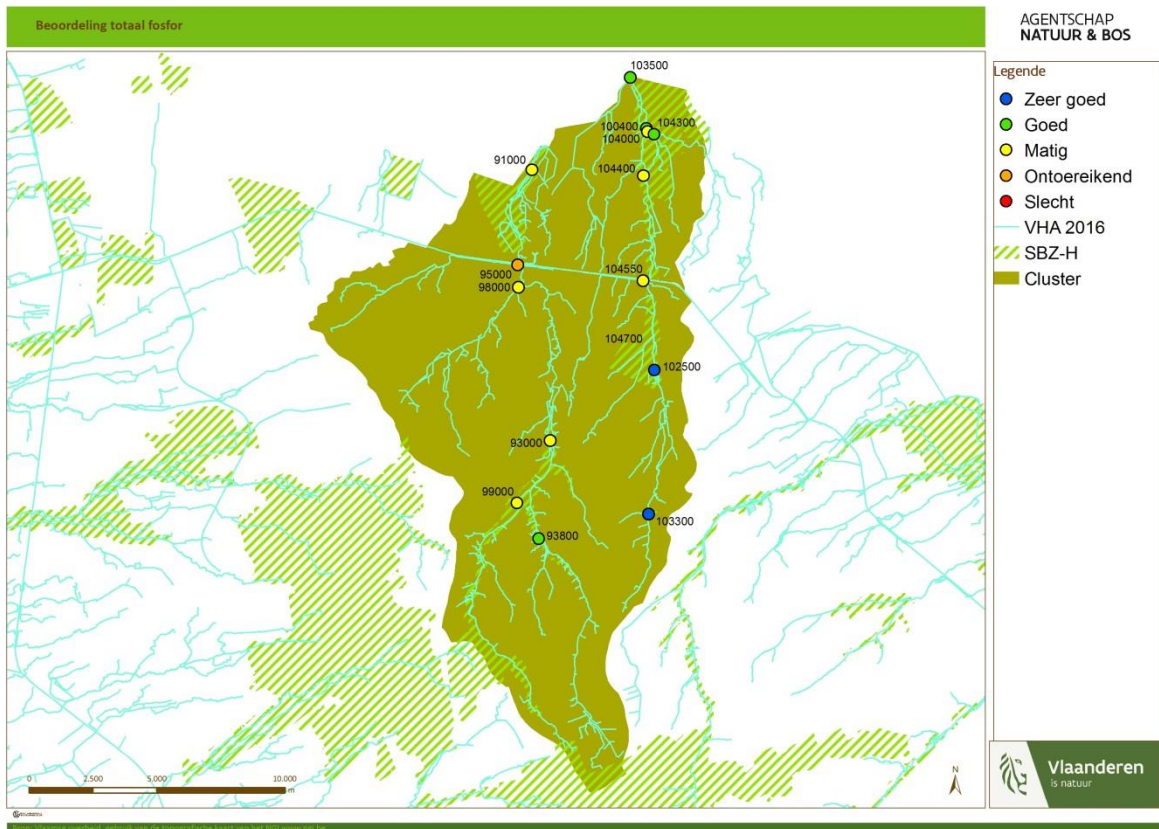 Beoordeling totaal fosfor
AGENTSCHAP
NATUUR & BOS
Legende
Zeer goed
Goed
Matig
Ontoereikend
Slecht
VHA 2016
SBZ-H
Cluster
103500
100400
104300
104000
91000
104400
95000
104550
98000
104700
102500
93000
99000
103300
93800
0
2.500
5.000
10.000
m
N
Vlaanderen
is natuur